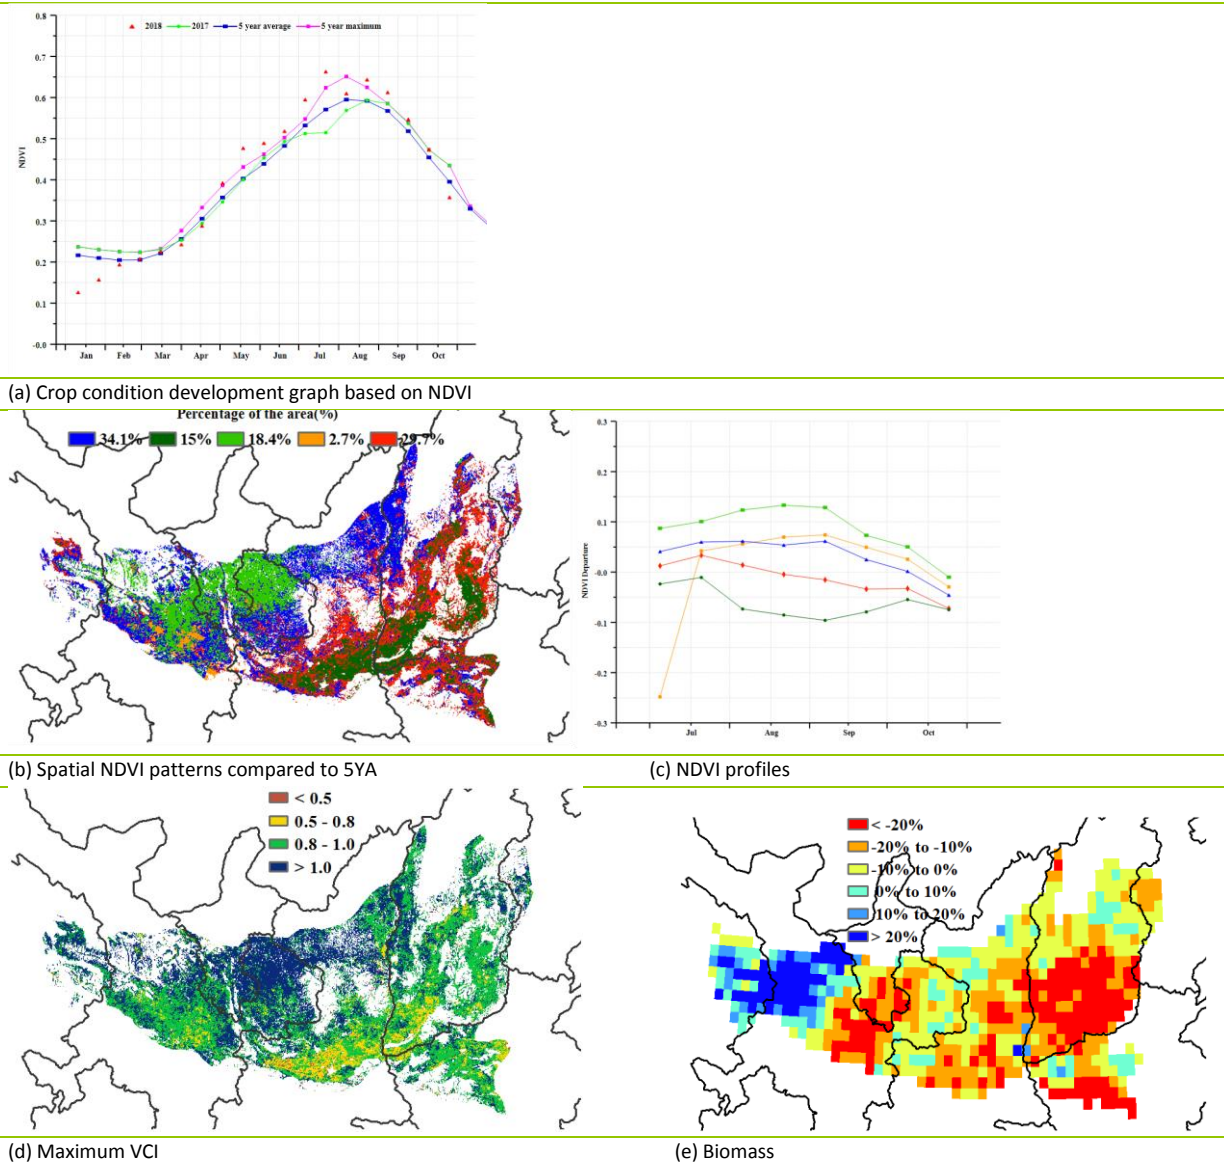 0.8
2018 2017 5 year average 5 year maximum
0.7
0.6
0.5
NDVI
0.4
0.3
0.2
0.1
-0.0
Jan Feb Mar Apr May Jun Jul Aug Sep Oct
(a) Crop condition development graph based on NDVI
Percentage of the area(%)
34.1% 15% 18.4% 2.7% 29.7%
0.3
0.2
0.1
NDVI Departure
-0.0
-0.1
-0.2
-0.3
Jul Aug Sep Oct
(b) Spatial NDVI patterns compared to 5YA
(c) NDVI profiles
< 0.5
0.5 - 0.8
0.8 - 1.0
> 1.0
< -20%
-20% to -10%
-10% to 0%
0% to 10%
10% to 20%
> 20%
(d) Maximum VCI
(e) Biomass